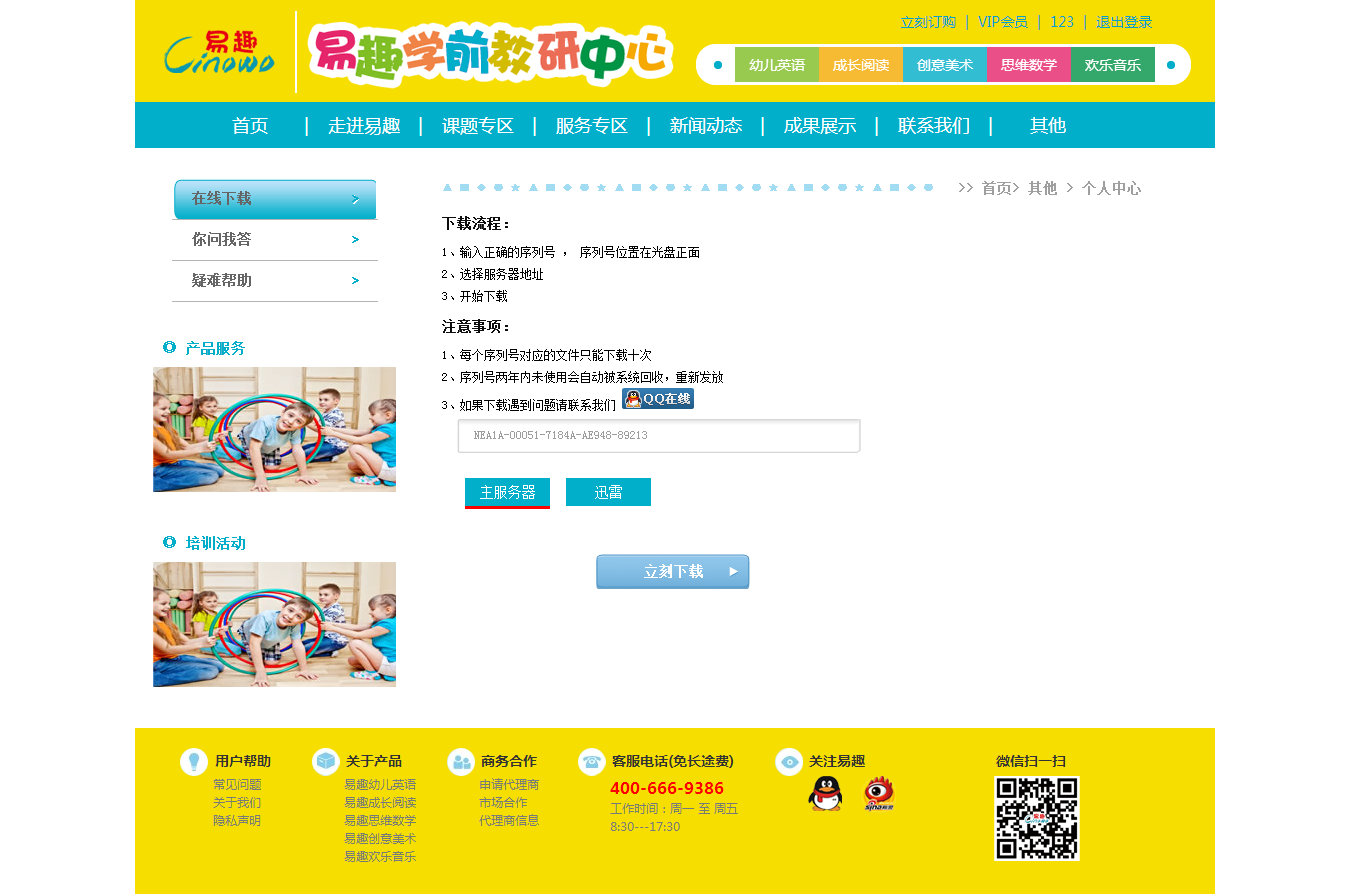 易趣
Cinowo
易趣学前教研中心
立刻订购 | VIP会员 | 123 | 退出登录
幼儿英语 成长阅读 创意美术 思维数学 欢乐音乐
首页 | 走进易趣 | 课题专区 | 服务专区 | 新闻动态 | 成果展示 | 联系我们 | 其他
在线下载 >
你问我答 >
疑难帮助 >
产品服务
培训活动
>> 首页> 其他 > 个人中心
下载流程：
1、输入正确的序列号 ， 序列号位置在光盘正面
2、选择服务器地址
3、开始下载
注意事项：
1、每个序列号对应的文件只能下载十次
2、序列号两年内未使用会自动被系统回收，重新发放
3、如果下载遇到问题请联系我们 QQ在线
NEA1A-00051-7184A-AE948-89213
主服务器 迅雷
立刻下载
用户帮助
常见问题
关于我们
隐私声明
关于产品
易趣幼儿英语
易趣成长阅读
易趣思维数学
易趣创意美术
易趣欢乐音乐
商务合作
申请代理商
市场合作
代理商信息
客服电话(免长途费)
400-666-9386
工作时间：周一 至 周五
8:30---17:30
关注易趣
sina
微信扫一扫